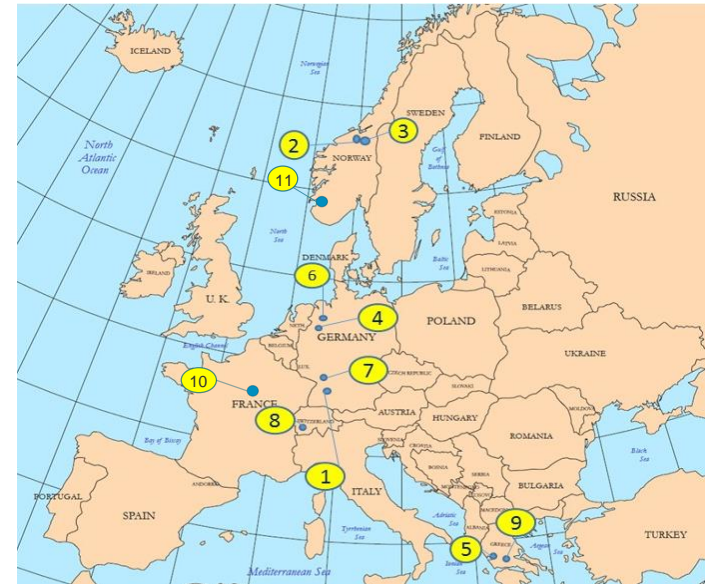 ICELAND
Norwegian
Sea
SWEDEN
2
3
FINLAND
North
Atlantic
Ocean
NORWAY
Gulf
of
Bothnia
11
RUSSIA
North
Sea
ESTONIA
LATVIA
DENMARK
Baltic
Sea
LITHUANIA
6
IRELAND
U. K.
BELARUS
4
POLAND
NETH
GERMANY
English Channel
BELGIUM
UKRAINE
LUX.
7
CZECH REPUBLIC
10
SLOVAKI
MOLDOVA
FRANCE
AUSTRIA
HUNGARY
8
SWITZERLAND
ROMANIA
Bay of Biscay
SLOVENIA
CROATIA
Black
Sea
BOSNIA
SERBIA
1
ANDORRA
ITALY
BULGARIA
PORTUGAL
MACEDONIA
SPAIN
Adriatic
Sea
9
ALBANIA
Tyrrhenian
Sea
TURKEY
5
GREECE
Aegean
Sea
Ionian
Sea
Mediterranean Sea